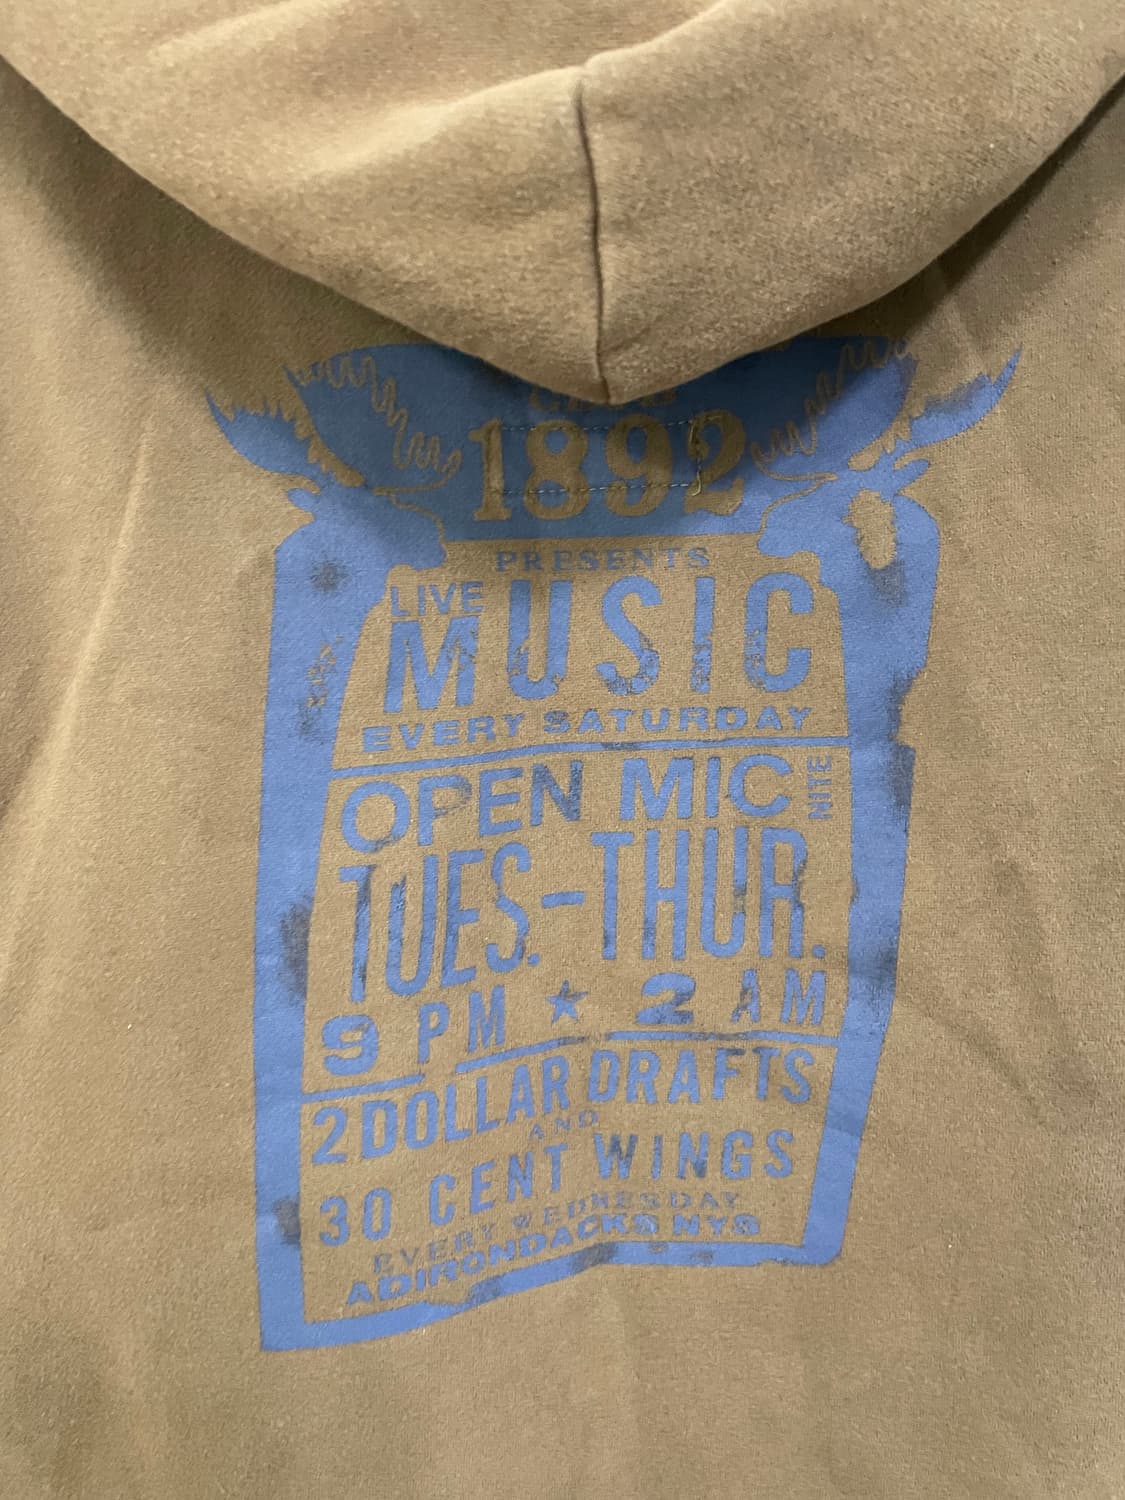 1892
PRESENTS
LIVE MUSIC
EVERY SATURDAY
OPEN MIC NITE
TUES.-THUR.
9 PM ★ 2 AM
2 DOLLAR DRAFTS
AND
30 CENT WINGS
EVERY WEDNESDAY
ADIRONDACKS NYS